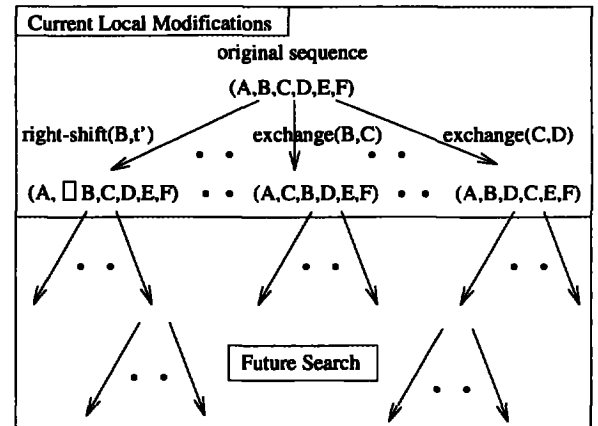 Current Local Modifications
original sequence
(A,B,C,D,E,F)
right-shift(B,t') exchange(B,C) exchange(C,D)
(A, □ B,C,D,E,F) (A,C,B,D,E,F) (A,B,D,C,E,F)
Future Search